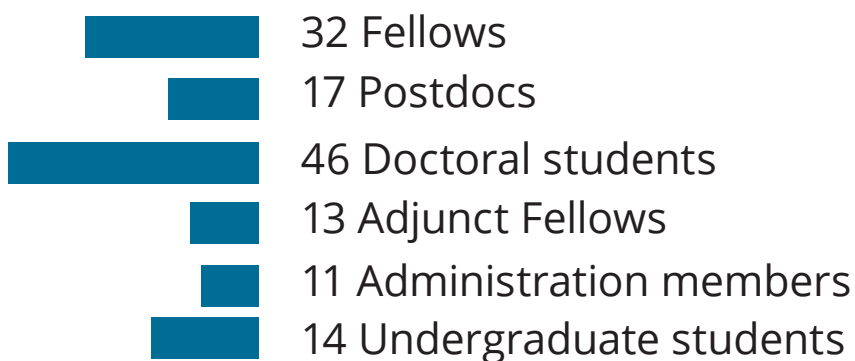 32 Fellows
17 Postdocs
46 Doctoral students
13 Adjunct Fellows
11 Administration members
14 Undergraduate students